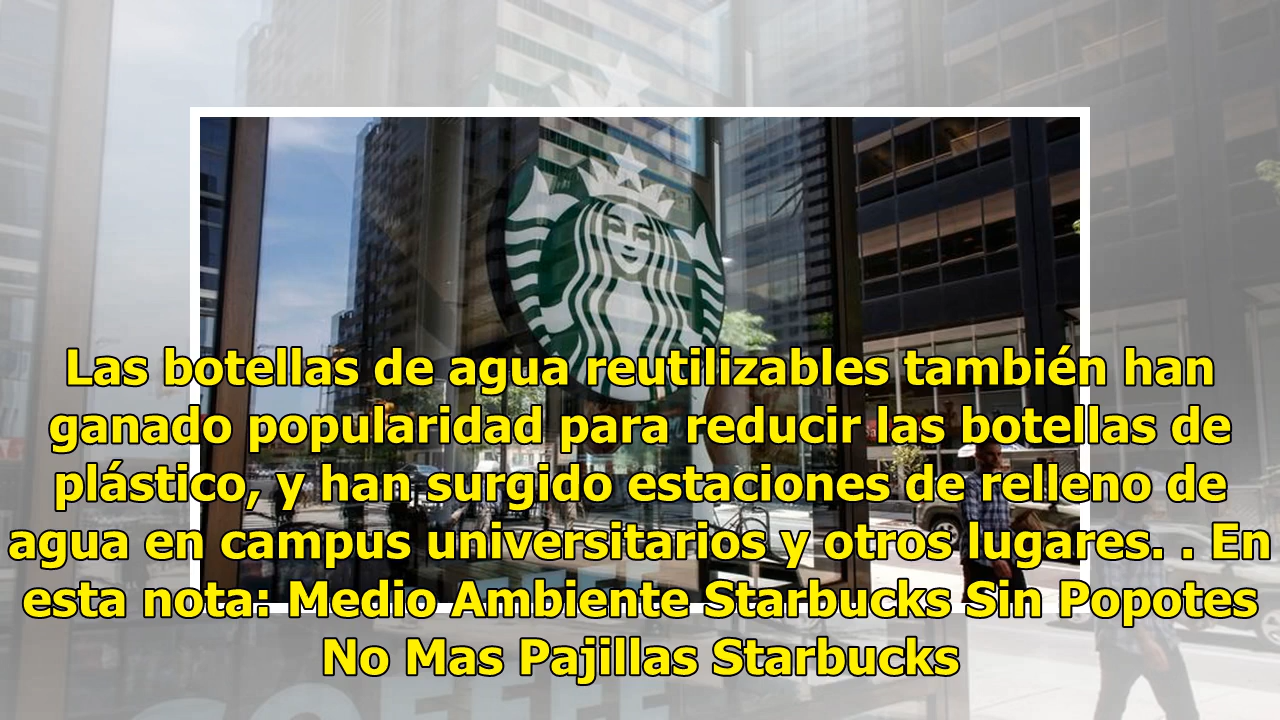 Las botellas de agua reutilizables también han
ganado popularidad para reducir las botellas de
plástico, y han surgido estaciones de relleno de
agua en campus universitarios y otros lugares. . En
esta nota: Medio Ambiente Starbucks Sin Popotes
No Mas Pajillas Starbucks